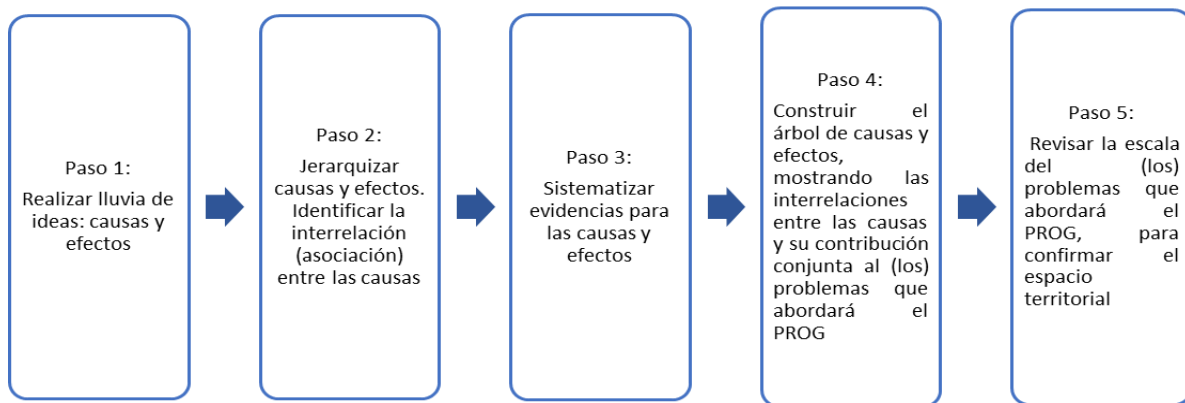 Paso 1:
Realizar lluvia de
ideas: causas y
efectos
Paso 2:
Jerarquizar
causas y efectos.
Identificar la
interrelación
(asociación)
entre las causas
Paso 3:
Sistematizar
evidencias para
las causas y
efectos
Paso 4:
Construir el
árbol de causas y
efectos,
mostrando las
interrelaciones
entre las causas
y su contribución
conjunta al (los)
problemas que
abordará el
PROG
Paso 5:
Revisar la escala
del (los)
problemas que
abordará el
PROG, para
confirmar el
espacio
territorial